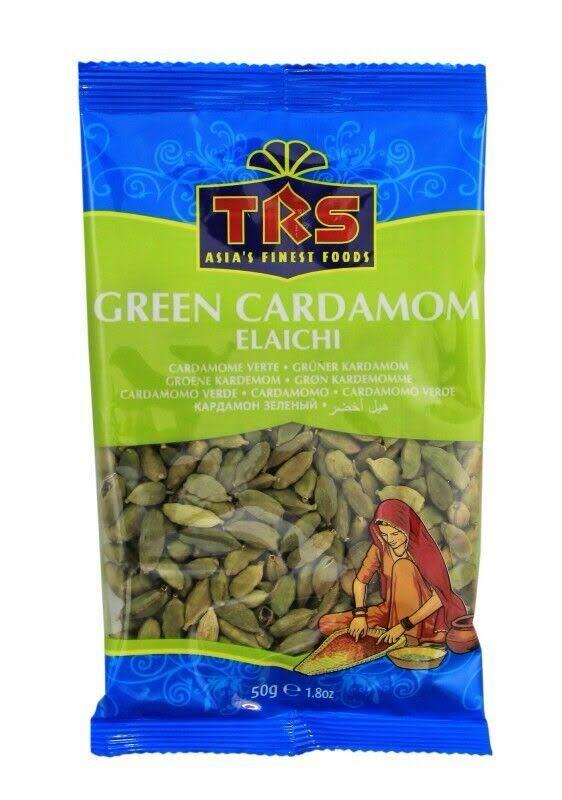 TRS
ASIA'S FINEST FOODS
GREEN CARDAMOM
ELAICHI
CARDAMOME VERTE • GRÜNER KARDAMOM
GROENE KARDEMOM • GRØN KARDEMOMME
CARDAMOMO VERDE • CARDAMOMO • CARDAMOMO VERDE
КАРДАМОН ЗЕЛЕНЫЙ • هيل أخضر
50g ℮ 1.8oz